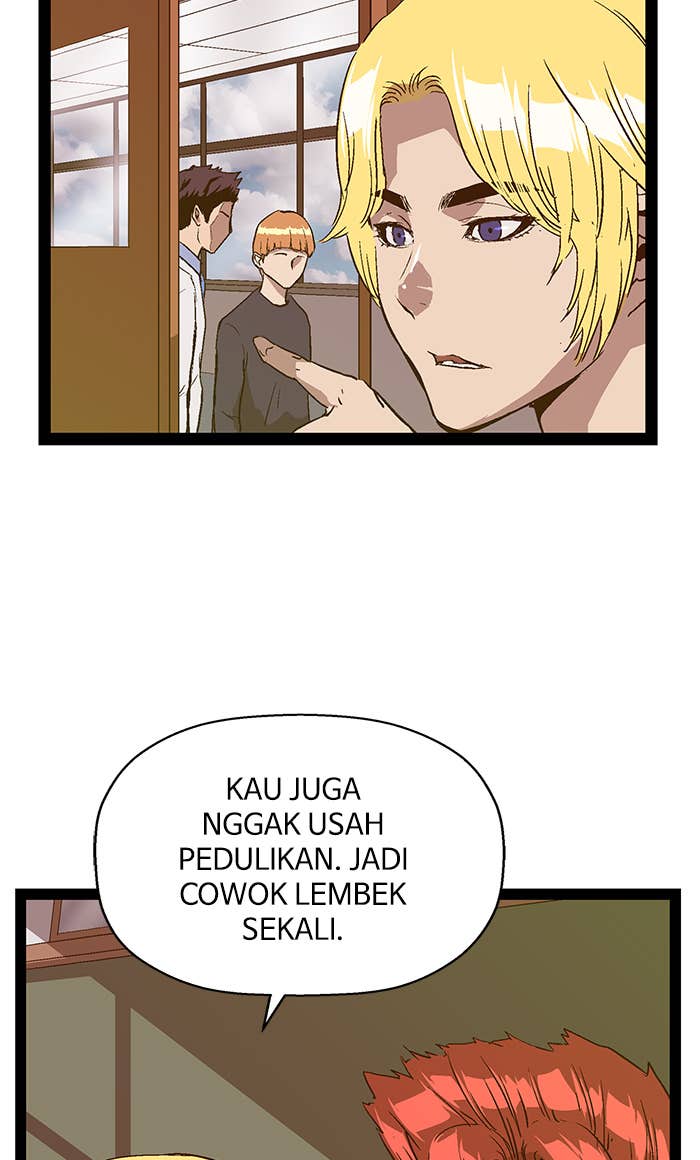 KAU JUGA
NGGAK USAH
PEDULIKAN. JADI
COWOK LEMBEK
SEKALI.